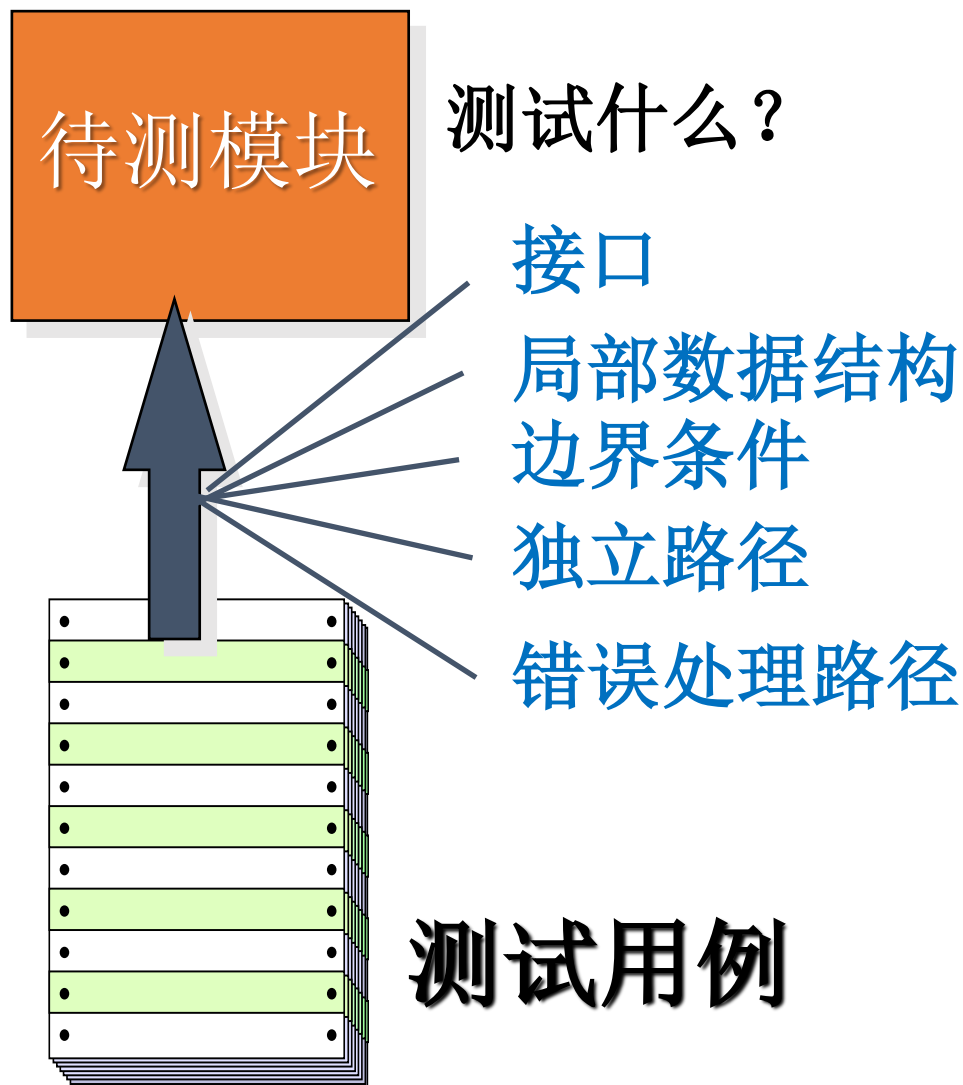 待测模块
测试什么？
接口
局部数据结构
边界条件
独立路径
错误处理路径
测试用例